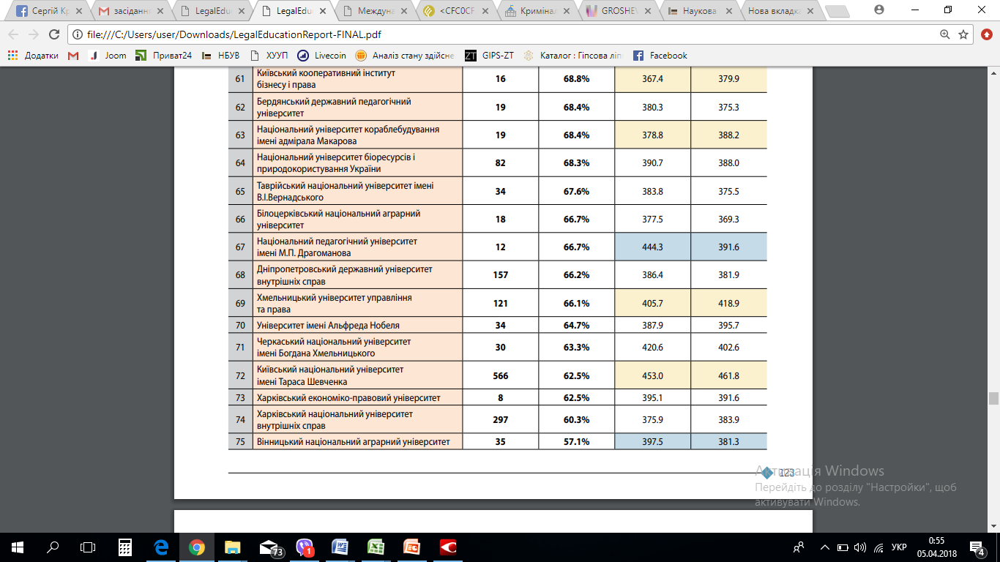 Сергій Кр
засіданн
LegalEdu
LegalEdu
Междуна
<CFC0CF
Криміна
GROSHEV
Наукова
Нова вкладка
file:///C:/Users/user/Downloads/LegalEducationReport-FINAL.pdf
Додатки Joom Приват24 НБУВ ХУУП Livecoin Аналіз стану здійсне GIPS-ZT Каталог : Гіпсова ліп Facebook
61 Київський кооперативний інститут
бізнесу і права 16 68.8% 367.4 379.9
62 Бердянський державний педагогічний
університет 19 68.4% 380.3 375.3
63 Національний університет кораблебудування
імені адмірала Макарова 19 68.4% 378.8 388.2
64 Національний університет біоресурсів і
природокористування України 82 68.3% 390.7 388.0
65 Таврійський національний університет імені
В.І.Вернадського 34 67.6% 383.8 375.5
66 Білоцерківський національний аграрний
університет 18 66.7% 377.5 369.3
67 Національний педагогічний університет
імені М.П. Драгоманова 12 66.7% 444.3 391.6
68 Дніпропетровський державний університет
внутрішніх справ 157 66.2% 386.4 381.9
69 Хмельницький університет управління
та права 121 66.1% 405.7 418.9
70 Університет імені Альфреда Нобеля 34 64.7% 387.9 395.7
71 Черкаський національний університет
імені Богдана Хмельницького 30 63.3% 420.6 402.6
72 Київський національний університет
імені Тараса Шевченка 566 62.5% 453.0 461.8
73 Харківський економіко-правовий університет 8 62.5% 395.1 391.6
74 Харківський національний університет
внутрішніх справ 297 60.3% 375.9 383.9
75 Вінницький національний аграрний університет 35 57.1% 397.5 381.3
123
Активація Windows
Перейдіть до розділу "Настройки", щоб
активувати Windows.
73
1
УКР
0:55
05.04.2018
4